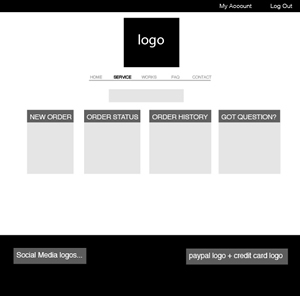 My Account Log Out
logo
HOME SERVICE WORKS FAQ CONTACT
NEW ORDER ORDER STATUS ORDER HISTORY GOT QUESTION?
Social Media logos... paypal logo + credit card logo